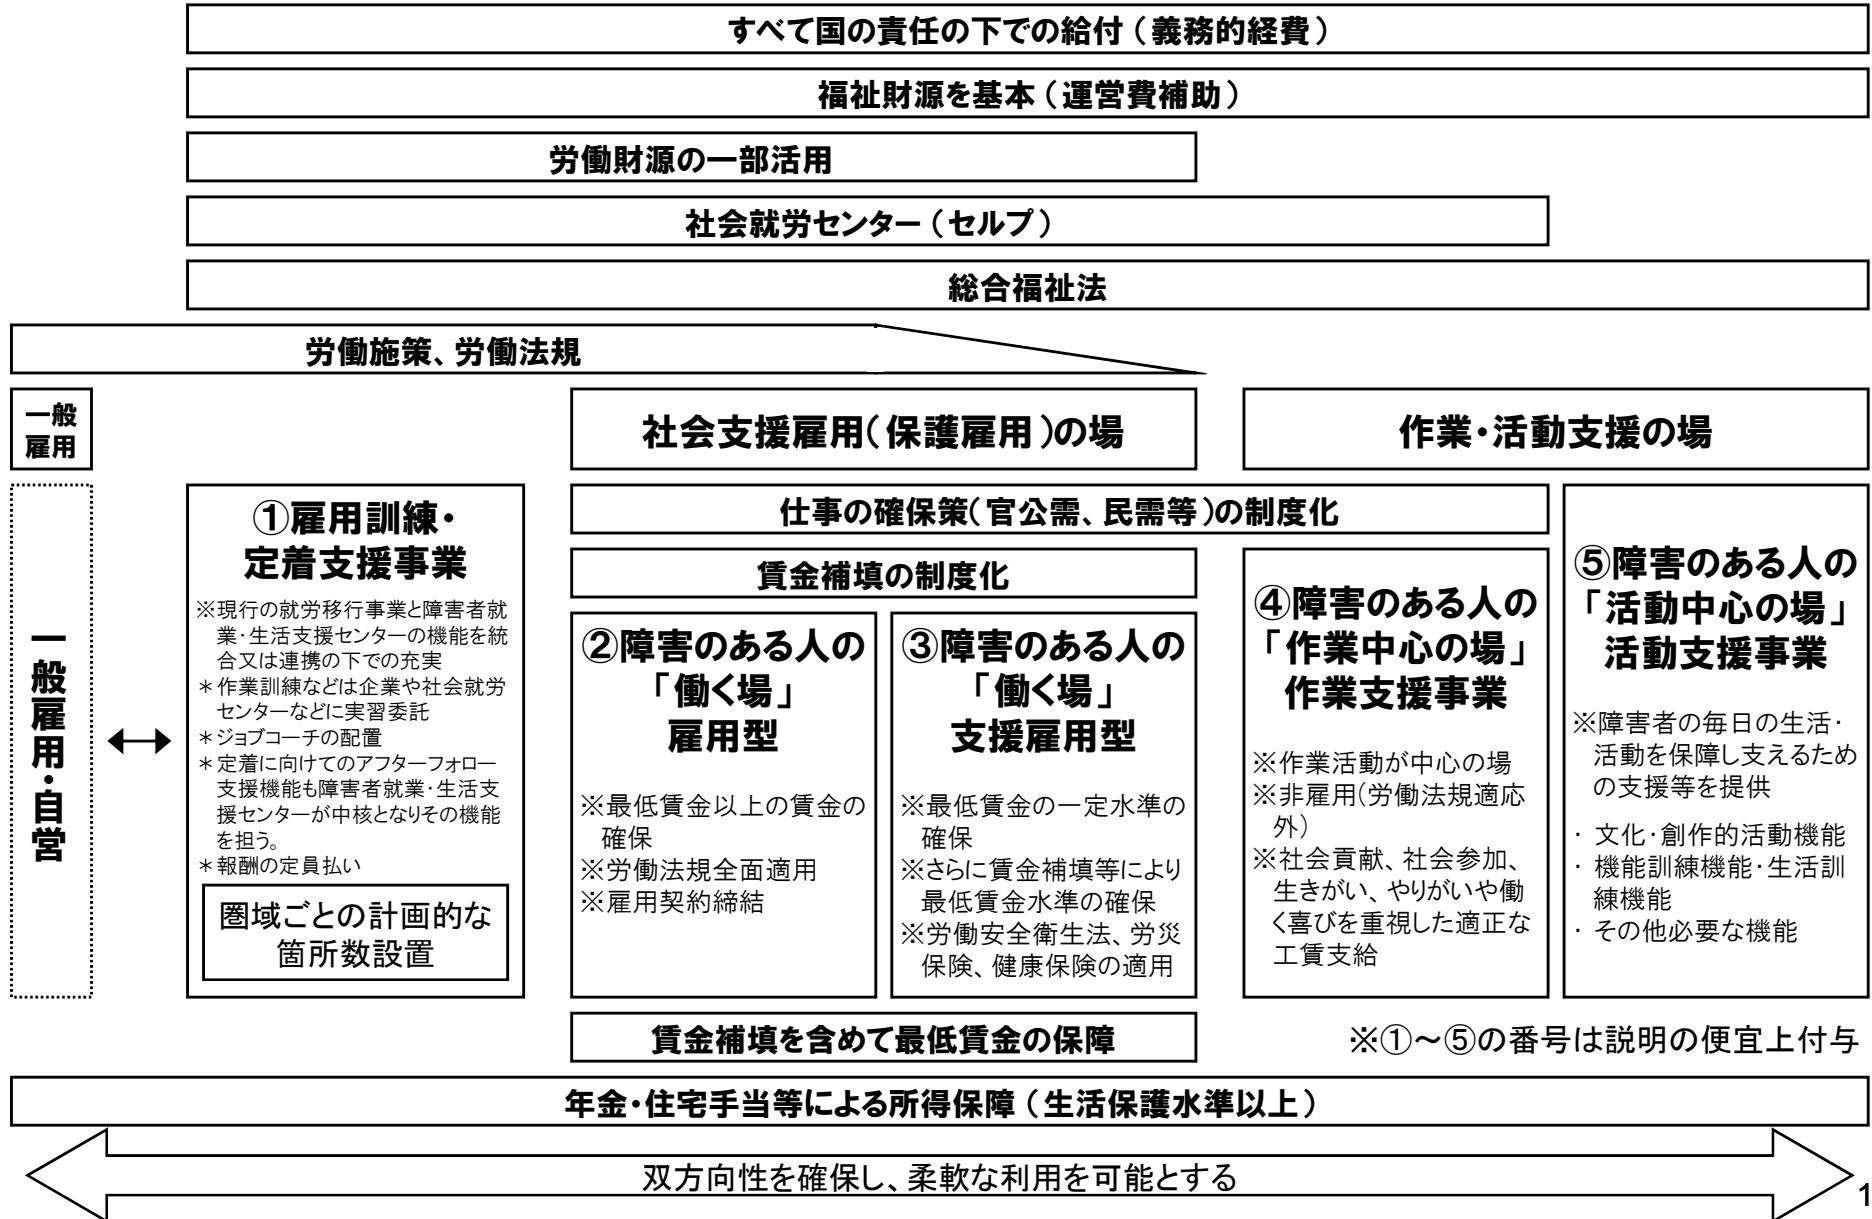 すべて国の責任の下での給付（義務的経費）
福祉財源を基本（運営費補助）
労働財源の一部活用
社会就労センター（セルプ）
総合福祉法
労働施策、労働法規
一般
雇用
社会支援雇用（保護雇用）の場
作業・活動支援の場
一般雇用・自営
①雇用訓練・
定着支援事業
※現行の就労移行事業と障害者就
業・生活支援センターの機能を統
合又は連携の下での充実
＊作業訓練などは企業や社会就労
センターなどに実習委託
＊ジョブコーチの配置
＊定着に向けてのアフターフォロー
支援機能も障害者就業・生活支
援センターが中核となりその機能
を担う。
＊報酬の定員払い
圏域ごとの計画的な
箇所数設置
仕事の確保策（官公需、民需等）の制度化
賃金補填の制度化
②障害のある人の
「働く場」
雇用型
※最低賃金以上の賃金の
確保
※労働法規全面適用
※雇用契約締結
③障害のある人の
「働く場」
支援雇用型
※最低賃金の一定水準の
確保
※さらに賃金補填等により
最低賃金水準の確保
※労働安全衛生法、労災
保険、健康保険の適用
④障害のある人の
「作業中心の場」
作業支援事業
※作業活動が中心の場
※非雇用（労働法規適応
外）
※社会貢献、社会参加、
生きがい、やりがいや働
く喜びを重視した適正な
工賃支給
⑤障害のある人の
「活動中心の場」
活動支援事業
※障害者の毎日の生活・
活動を保障し支えるため
の支援等を提供
・文化・創作的活動機能
・機能訓練機能・生活訓
練機能
・その他必要な機能
賃金補填を含めて最低賃金の保障
※①～⑤の番号は説明の便宜上付与
年金・住宅手当等による所得保障（生活保護水準以上）
双方向性を確保し、柔軟な利用を可能とする
1